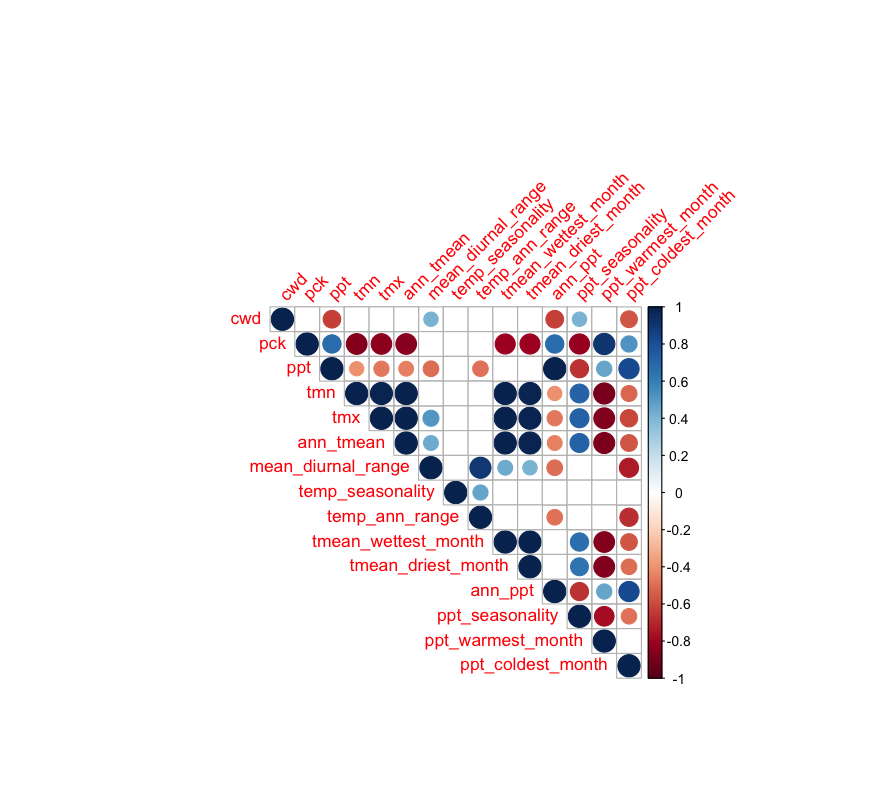 cwd
pck
ppt
tmn
tmx
ann_tmean
mean_diurnal_range
temp_seasonality
temp_ann_range
tmean_wettest_month
tmean_driest_month
ann_ppt
ppt_seasonality
ppt_warmest_month
ppt_coldest_month
cwd
pck
ppt
tmn
tmx
ann_tmean
mean_diurnal_range
temp_seasonality
temp_ann_range
tmean_wettest_month
tmean_driest_month
ann_ppt
ppt_seasonality
ppt_warmest_month
ppt_coldest_month
1
0.8
0.6
0.4
0.2
0
-0.2
-0.4
-0.6
-0.8
-1